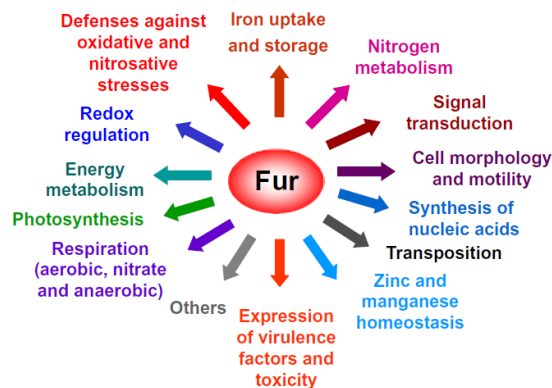 Iron uptake
and storage
Nitrogen
metabolism
Signal
transduction
Cell morphology
and motility
Synthesis of
nucleic acids
Transposition
Zinc and
manganese
homeostasis
Expression
of virulence
factors and
toxicity
Others
Respiration
(aerobic, nitrate
and anaerobic)
Photosynthesis
Energy
metabolism
Redox
regulation
Defenses against
oxidative and
nitrosative
stresses
Fur